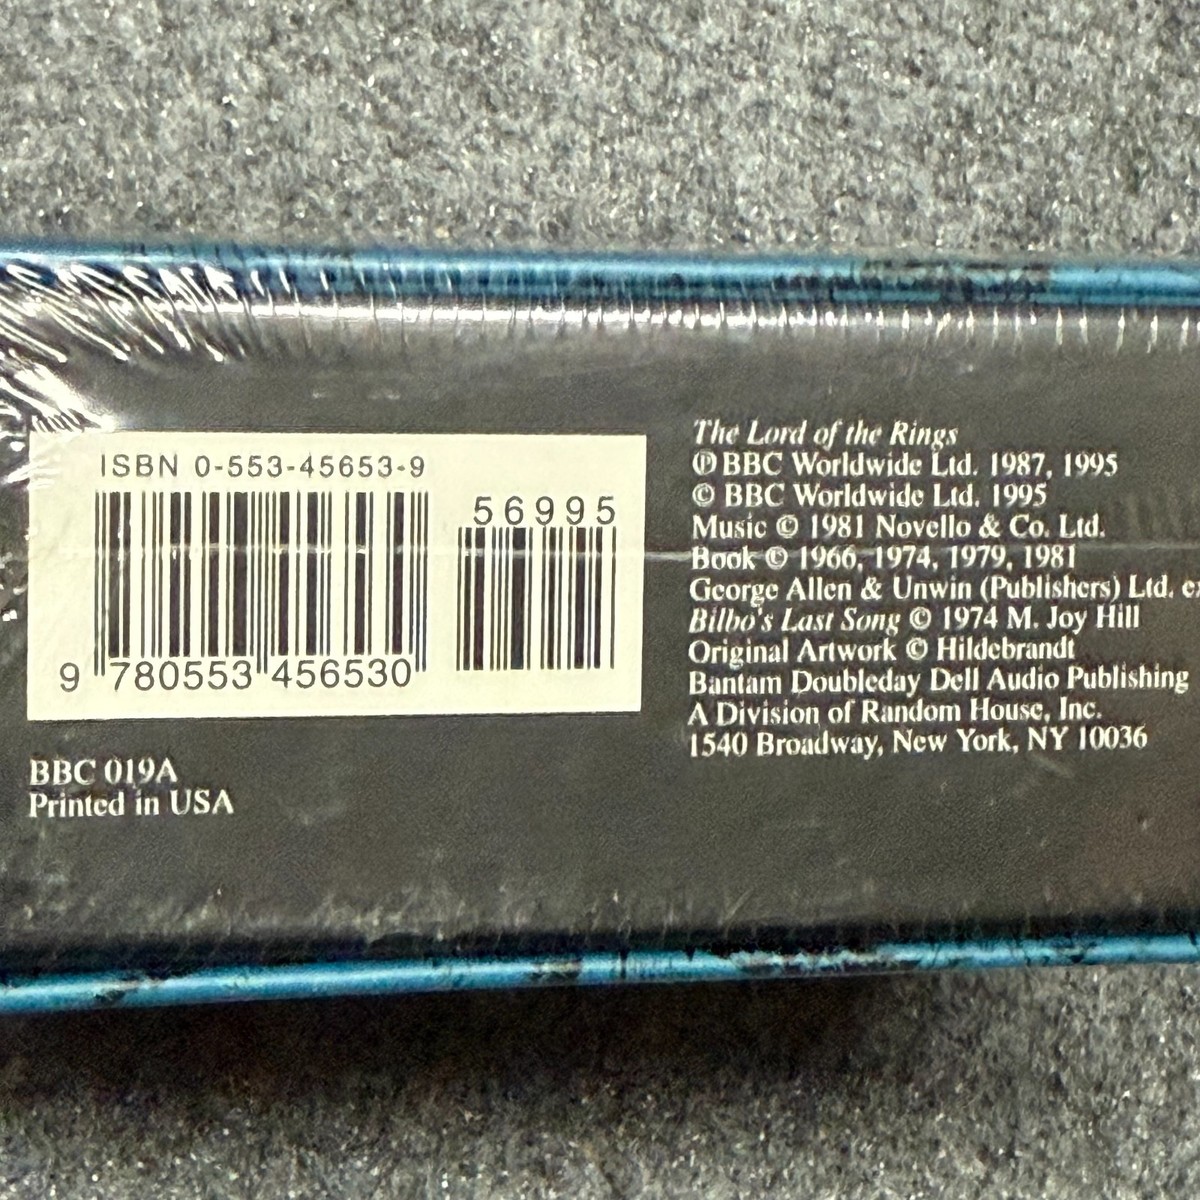 ISBN 0-553-45653-9
56995
9 780553 456530
BBC 019A
Printed in USA
The Lord of the Rings
℗ BBC Worldwide Ltd. 1987, 1995
© BBC Worldwide Ltd. 1995
Music © 1981 Novello & Co. Ltd.
Book © 1966, 1974, 1979, 1981
George Allen & Unwin (Publishers) Ltd.
Bilbo's Last Song © 1974 M. Joy Hill
Original Artwork © Hildebrandt
Bantam Doubleday Dell Audio Publishing
A Division of Random House, Inc.
1540 Broadway, New York, NY 10036